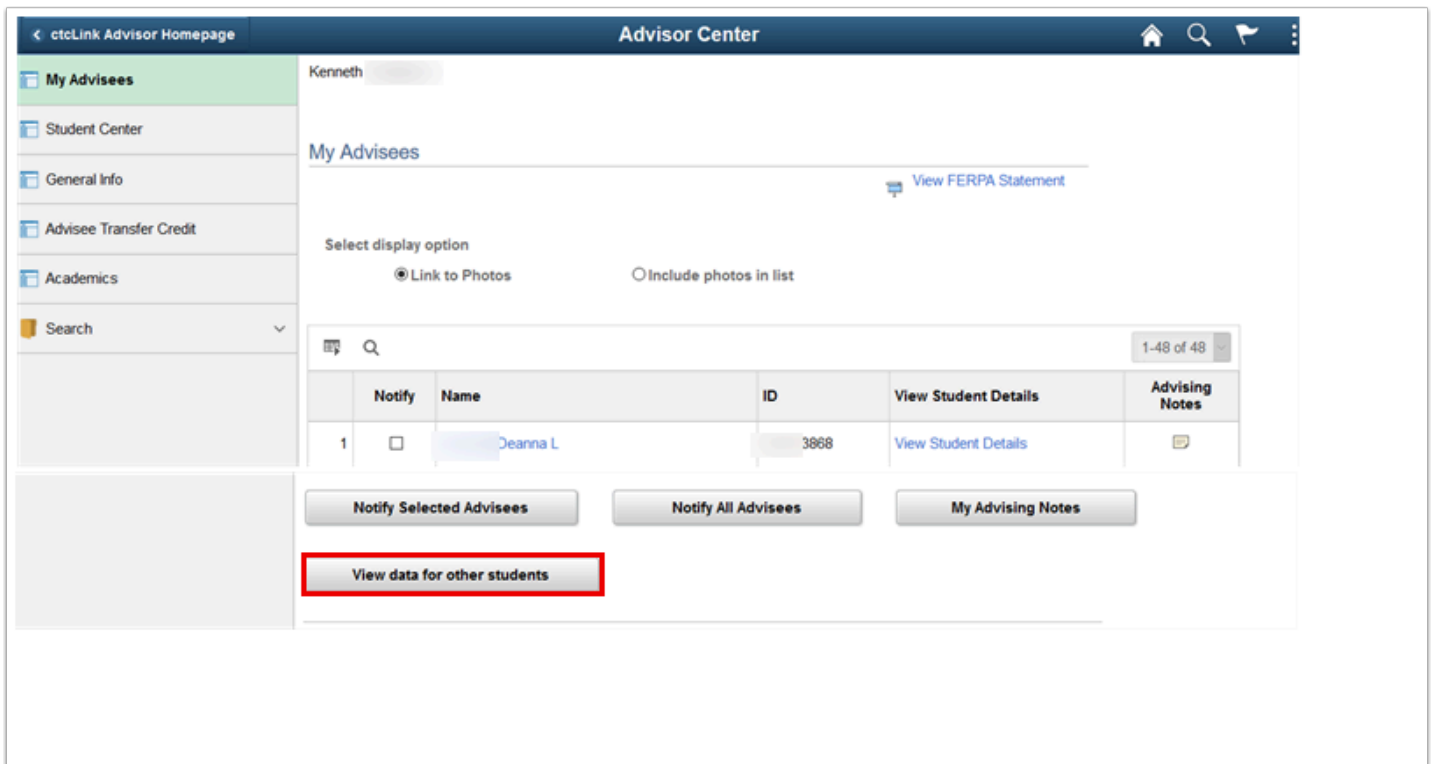 ctcLink Advisor Homepage
Advisor Center
My Advisees
Student Center
General Info
Advisee Transfer Credit
Academics
Search
Kenneth
My Advisees
View FERPA Statement
Select display option
Link to Photos Include photos in list
1-48 of 48
Notify Name ID View Student Details Advising Notes
1 Deanna L 3868 View Student Details
Notify Selected Advisees Notify All Advisees My Advising Notes
View data for other students